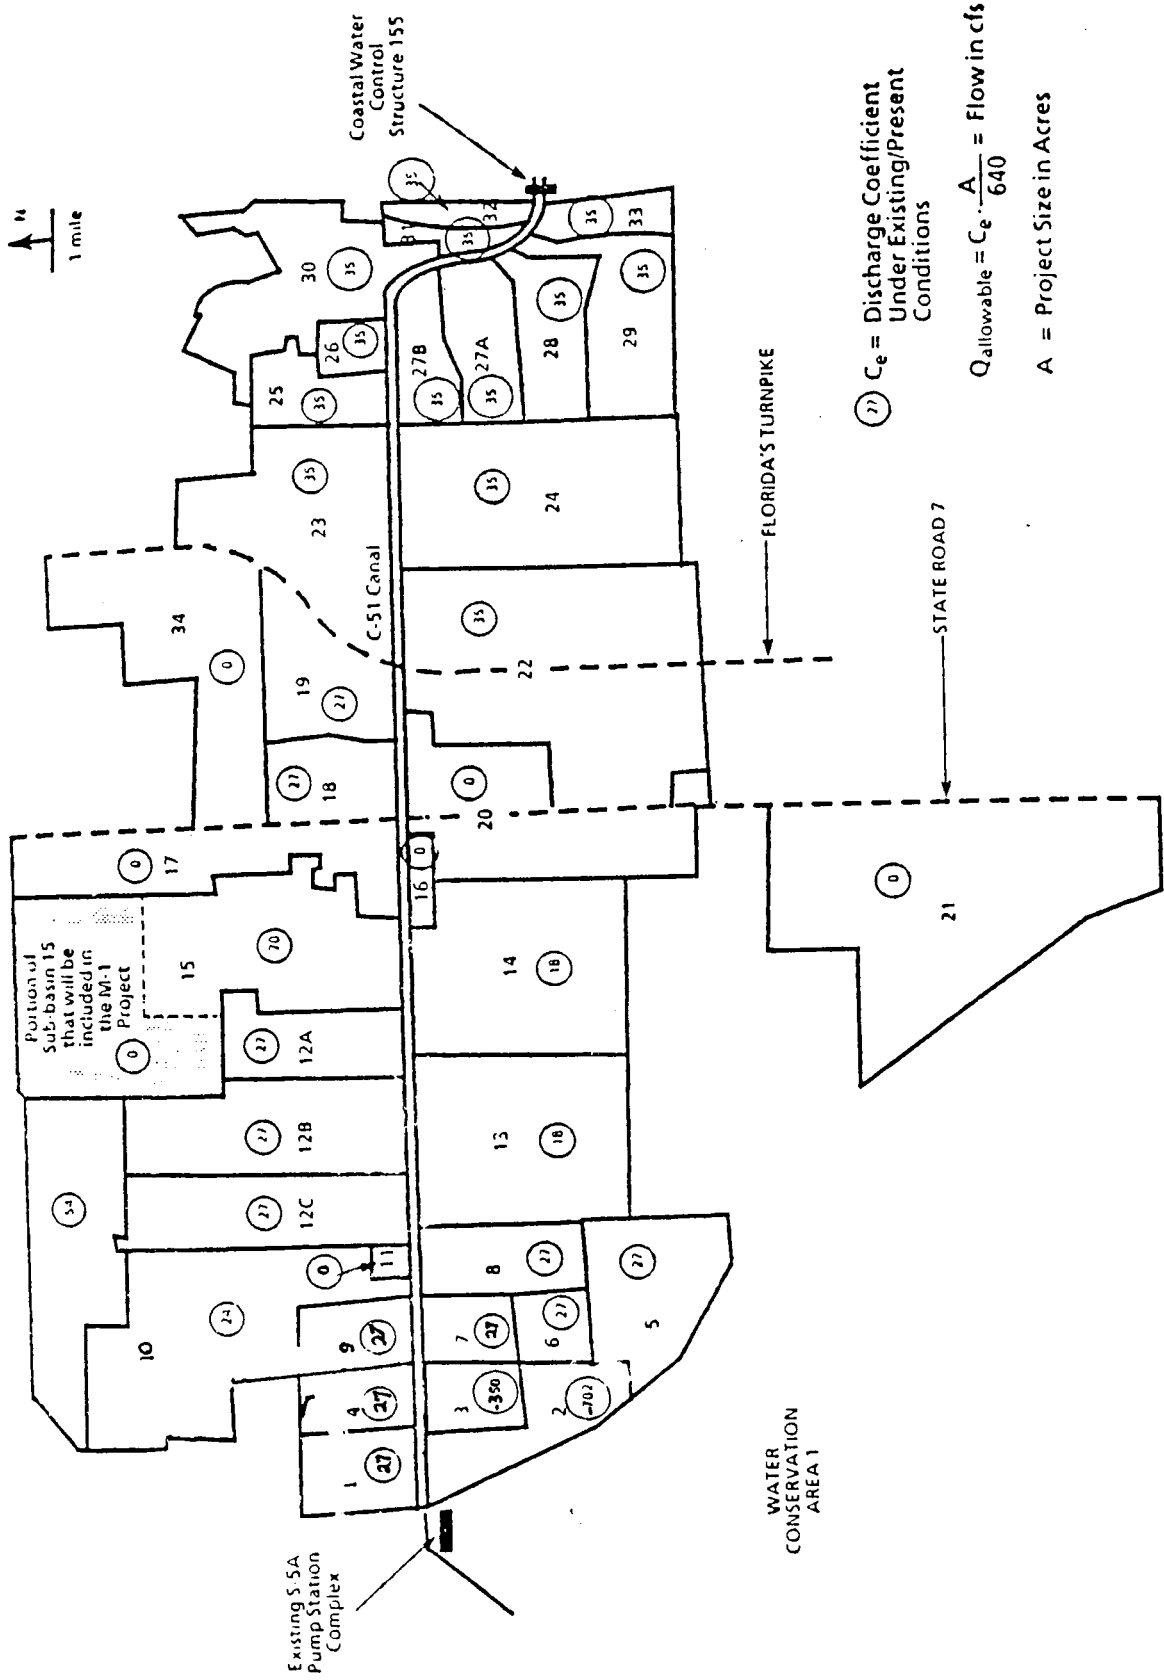 N
1 mile
Coastal Water
Control
Structure 155
Portion of
Sub-basin 15
that will be
included in
the M-1
Project
0
54
10
24
0
11
12C
27
12B
27
12A
27
15
70
17
0
34
0
18
27
19
27
23
35
25
35
26
35
30
35
31
35
32
35
33
35
C-51 Canal
Existing S-5A
Pump Station
Complex
1
27
4
27
9
27
3
-350
2
-702
7
27
6
27
8
27
5
27
13
18
14
18
16
0
20
0
22
35
24
35
27B
35
27A
35
28
35
29
35
21
0
WATER
CONSERVATION
AREA 1
STATE ROAD 7
FLORIDA'S TURNPIKE
27 Ce = Discharge Coefficient
Under Existing/Present
Conditions
Qallowable = Ce · A/640 = Flow in cfs
A = Project Size in Acres